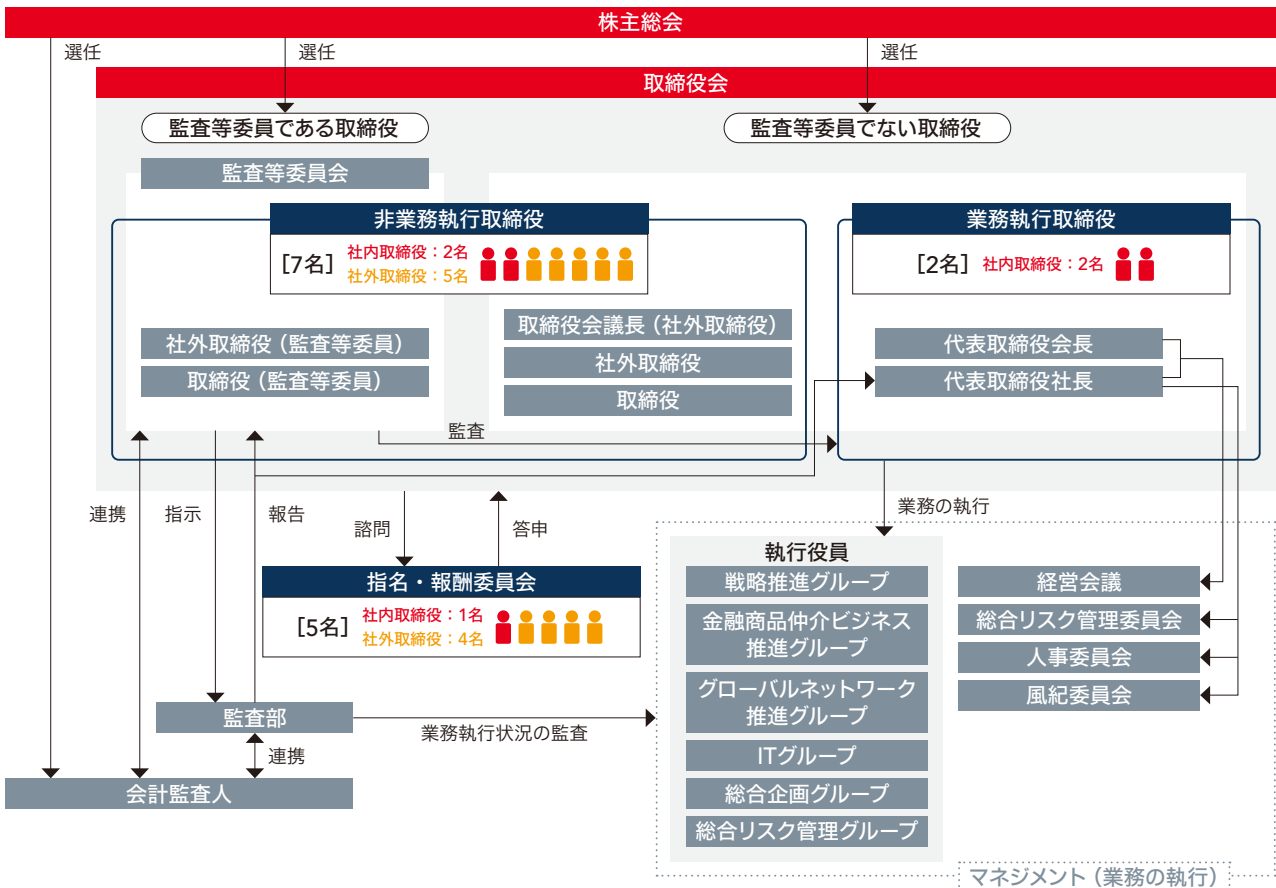 株主総会
選任
選任
選任
取締役会
監査等委員である取締役
監査等委員でない取締役
監査等委員会
非業務執行取締役
[7名]
社内取締役：2名
社外取締役：5名
業務執行取締役
[2名]
社内取締役：2名
社外取締役（監査等委員）
取締役（監査等委員）
取締役会議長（社外取締役）
社外取締役
取締役
代表取締役会長
代表取締役社長
監査
連携
指示
報告
諮問
答申
業務の執行
指名・報酬委員会
[5名]
社内取締役：1名
社外取締役：4名
執行役員
戦略推進グループ
金融商品仲介ビジネス
推進グループ
グローバルネットワーク
推進グループ
ITグループ
総合企画グループ
総合リスク管理グループ
経営会議
総合リスク管理委員会
人事委員会
風紀委員会
監査部
業務執行状況の監査
連携
会計監査人
マネジメント（業務の執行）